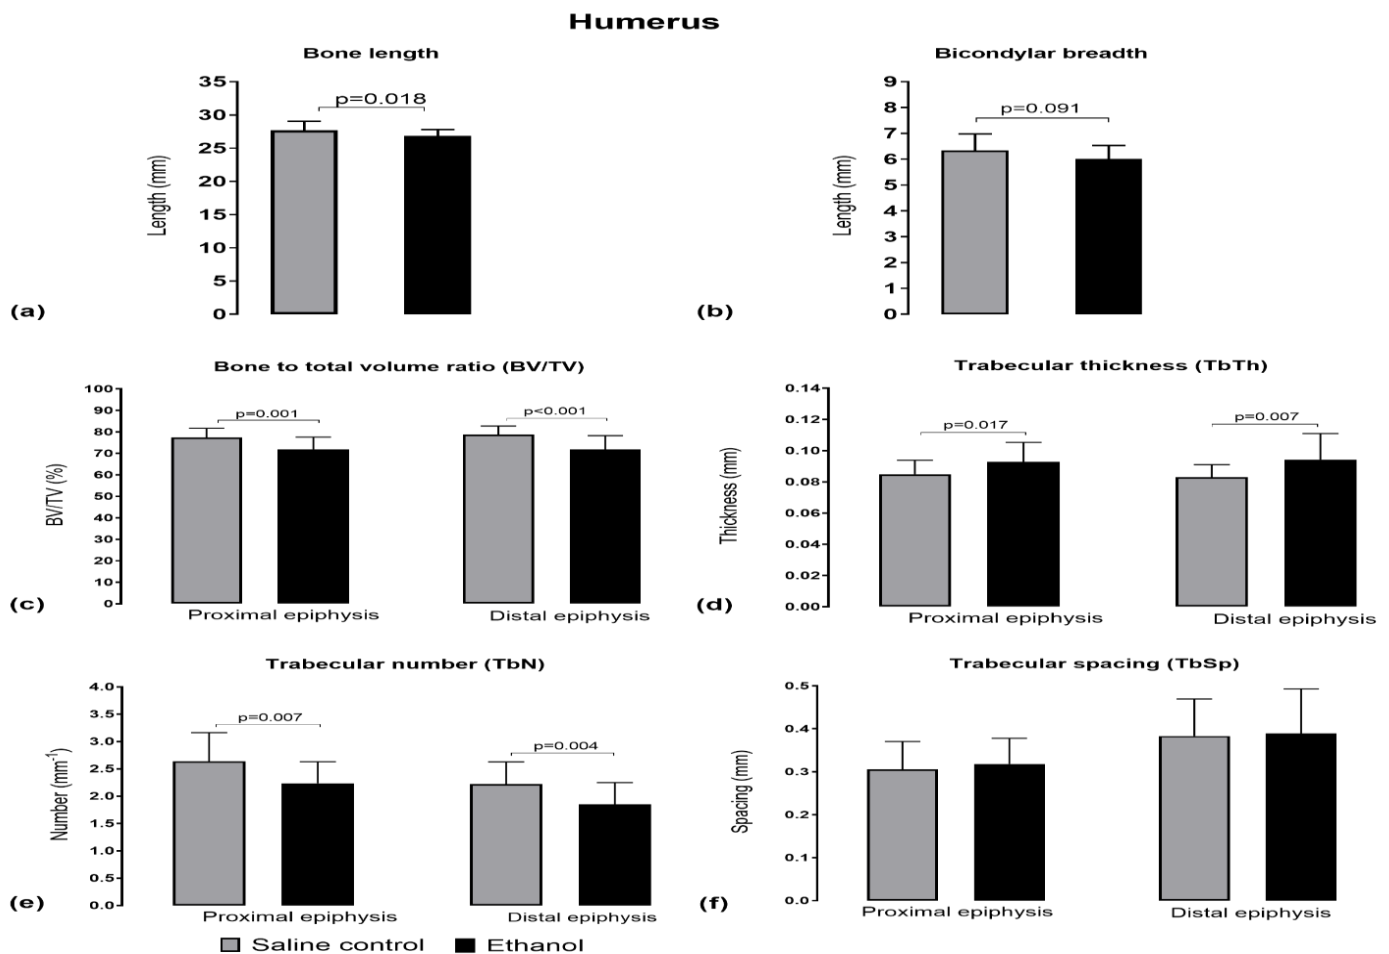 Humerus
Bone length
35
30
25
20
15
10
5
0
Length (mm)
p=0.018
(a)
Bicondylar breadth
9
8
7
6
5
4
3
2
1
0
Length (mm)
p=0.091
(b)
Bone to total volume ratio (BV/TV)
100
90
80
70
60
50
40
30
20
10
0
BV/TV (%)
p=0.001
p<0.001
Proximal epiphysis
Distal epiphysis
(c)
Trabecular thickness (TbTh)
0.14
0.12
0.10
0.08
0.06
0.04
0.02
0.00
Thickness (mm)
p=0.017
p=0.007
Proximal epiphysis
Distal epiphysis
(d)
Trabecular number (TbN)
4.0
3.5
3.0
2.5
2.0
1.5
1.0
0.5
0.0
Number (mm⁻¹)
p=0.007
p=0.004
Proximal epiphysis
Distal epiphysis
(e)
Trabecular spacing (TbSp)
0.5
0.4
0.3
0.2
0.1
0.0
Spacing (mm)
Proximal epiphysis
Distal epiphysis
(f)
Saline control
Ethanol